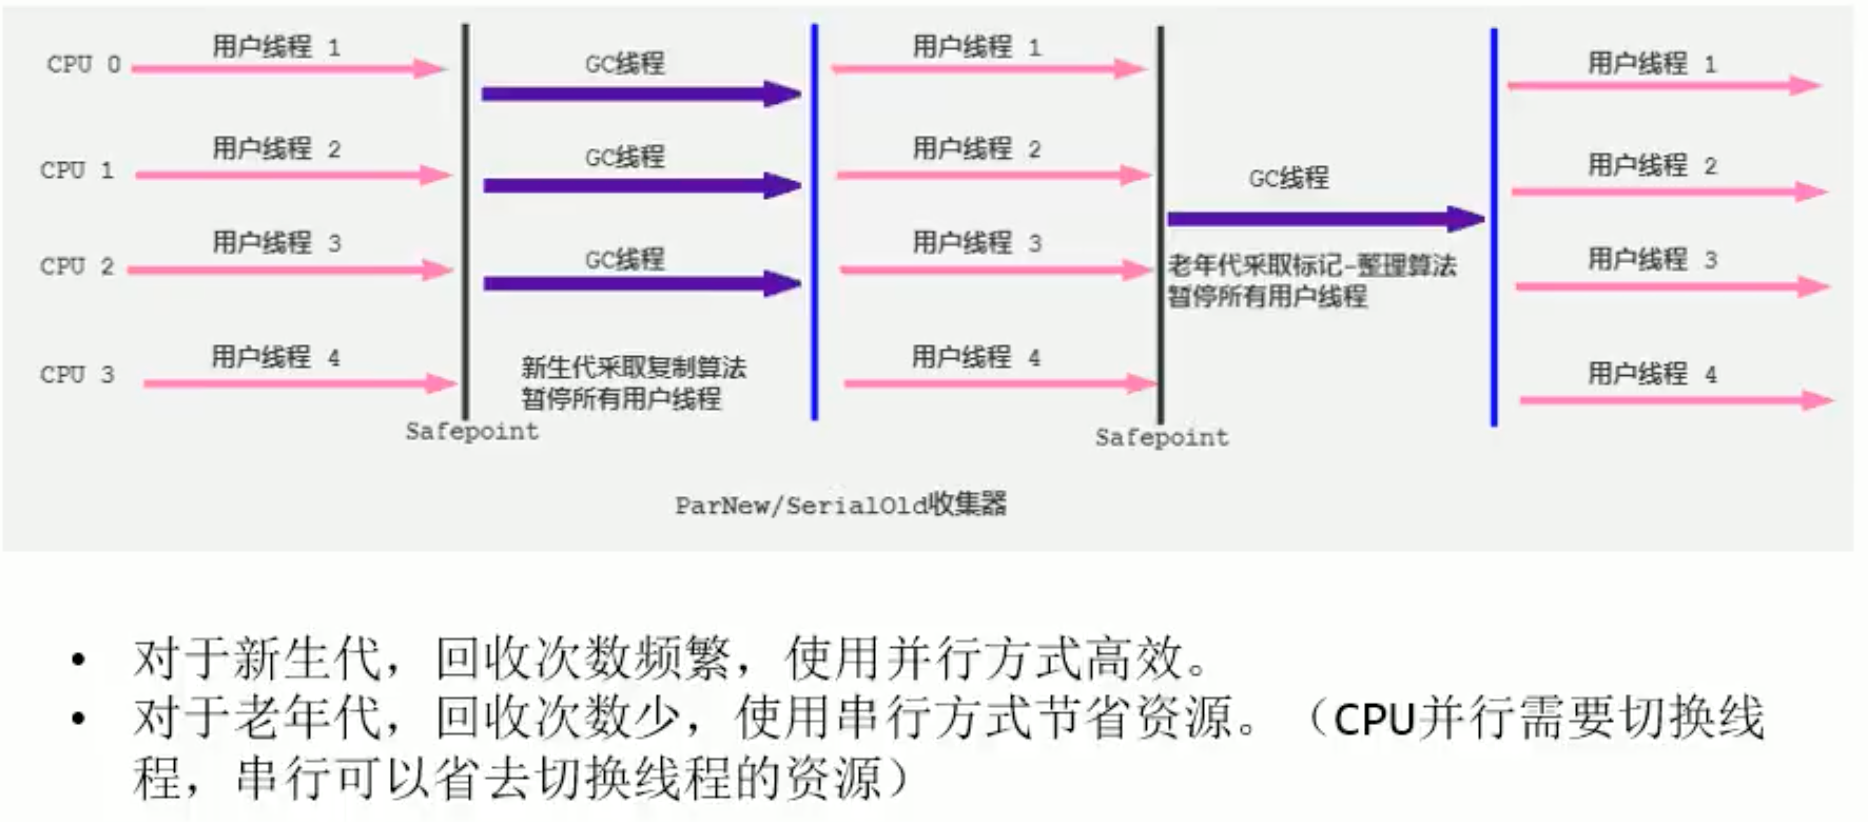 用户线程 1
GC线程
用户线程 1
用户线程 1
CPU 0
用户线程 2
GC线程
用户线程 2
用户线程 2
CPU 1
GC线程
用户线程 3
GC线程
用户线程 3
用户线程 3
CPU 2
老年代采取标记-整理算法
暂停所有用户线程
用户线程 4
用户线程 4
用户线程 4
CPU 3
新生代采取复制算法
暂停所有用户线程
Safepoint
Safepoint
ParNew/SerialOld收集器
• 对于新生代，回收次数频繁，使用并行方式高效。
• 对于老年代，回收次数少，使用串行方式节省资源。（CPU并行需要切换线
程，串行可以省去切换线程的资源）